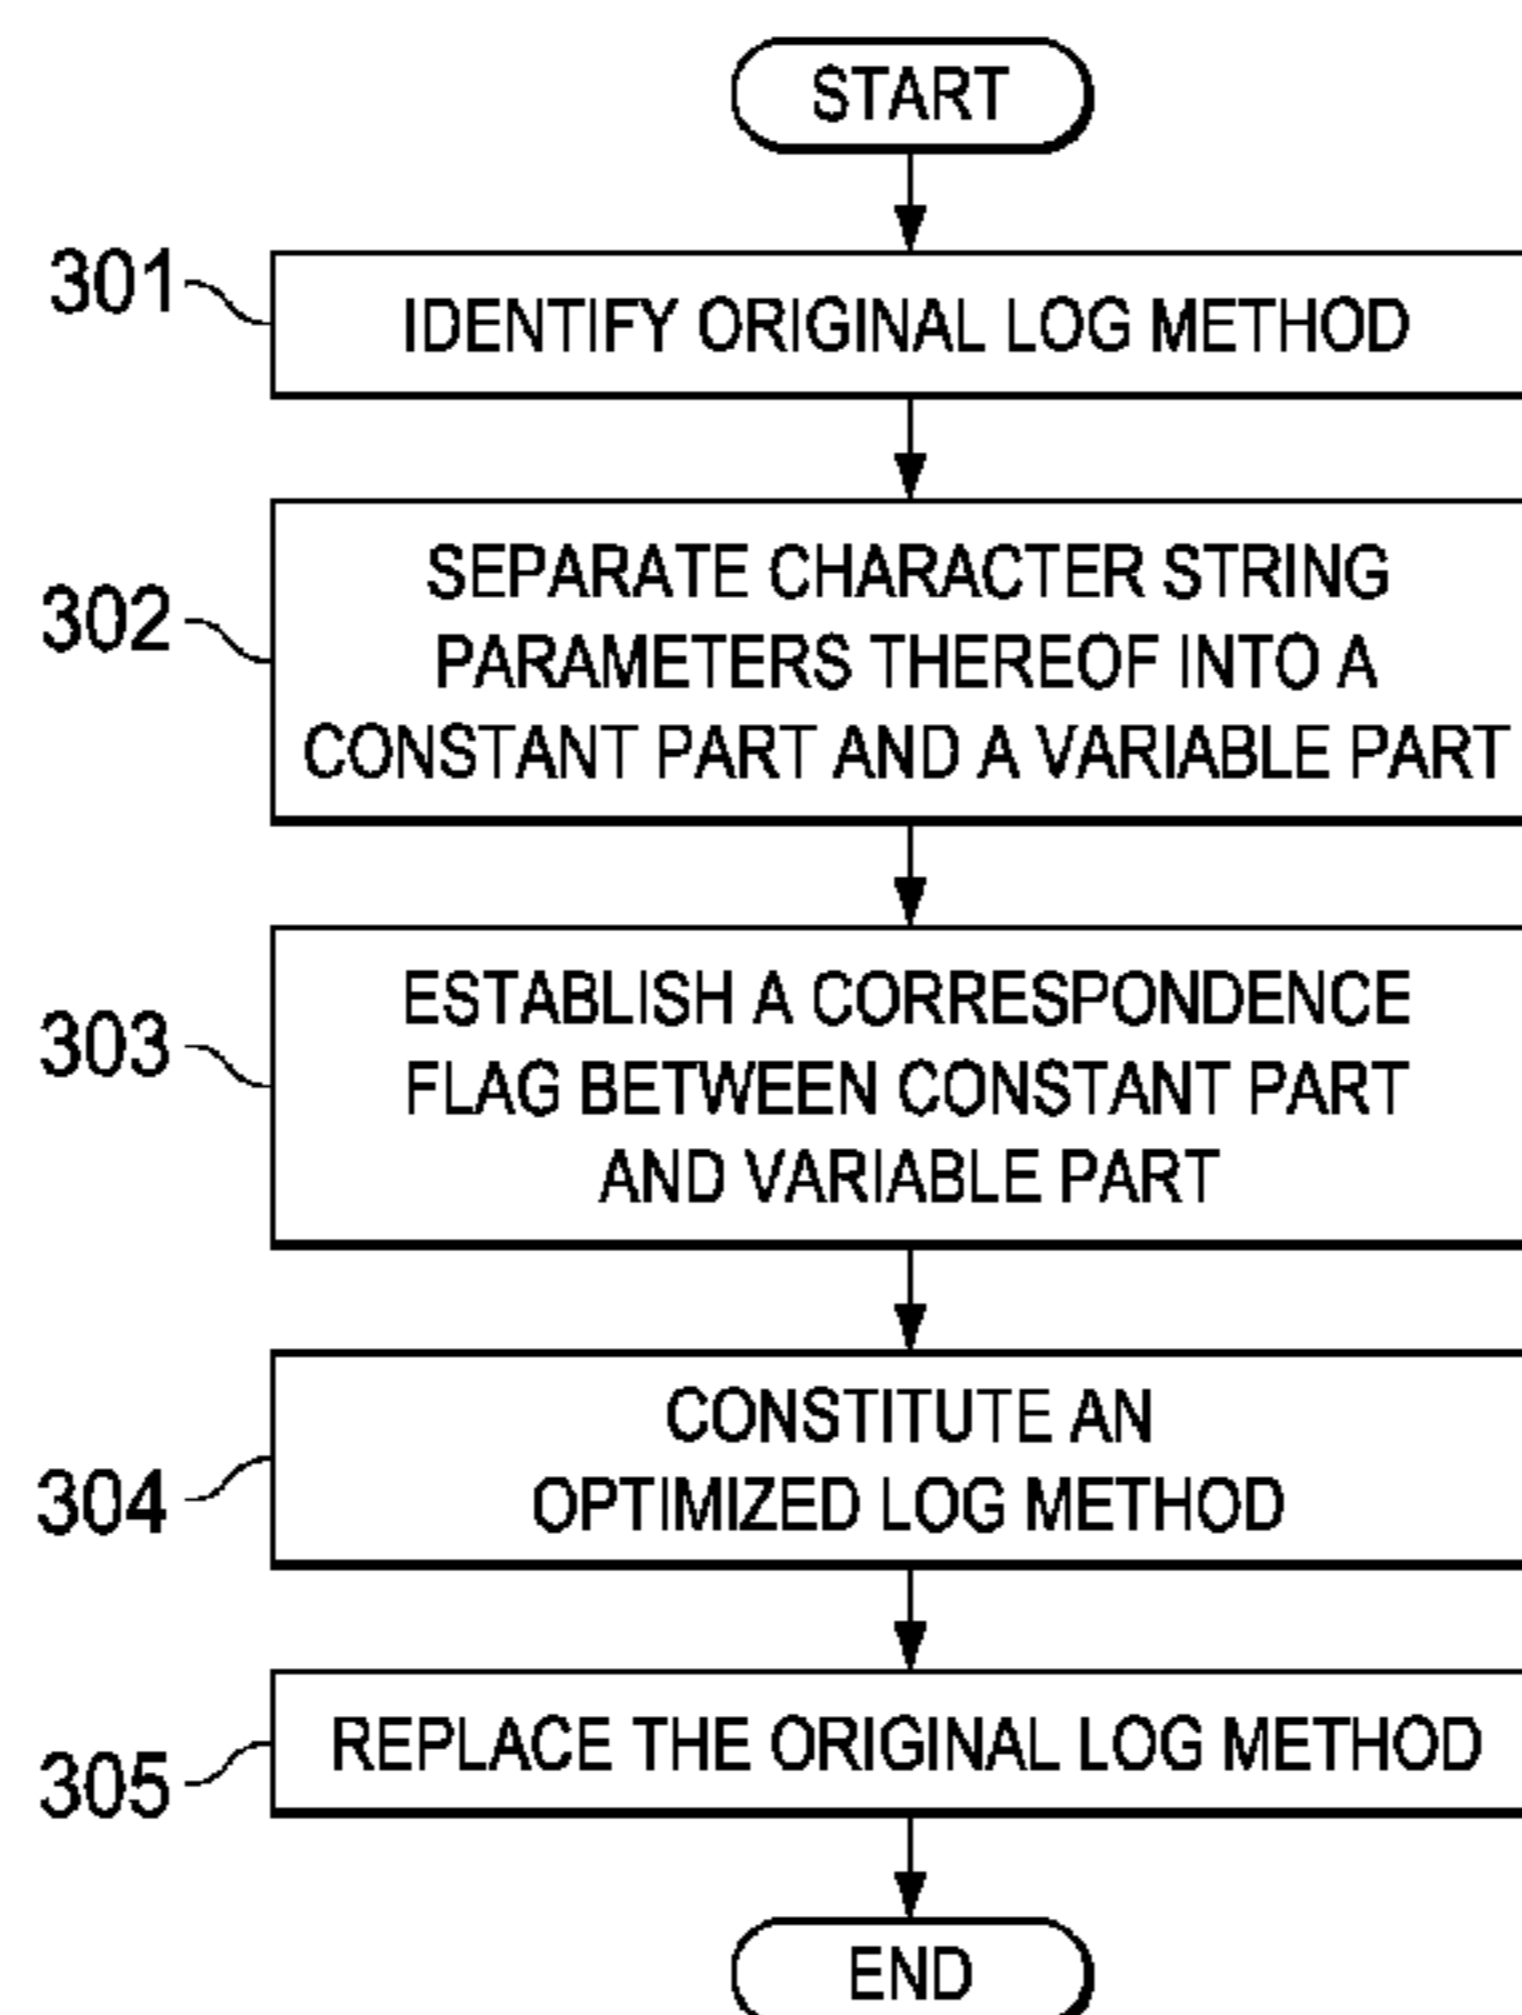 START
301
IDENTIFY ORIGINAL LOG METHOD
302
SEPARATE CHARACTER STRING
PARAMETERS THEREOF INTO A
CONSTANT PART AND A VARIABLE PART
303
ESTABLISH A CORRESPONDENCE
FLAG BETWEEN CONSTANT PART
AND VARIABLE PART
304
CONSTITUTE AN
OPTIMIZED LOG METHOD
305
REPLACE THE ORIGINAL LOG METHOD
END